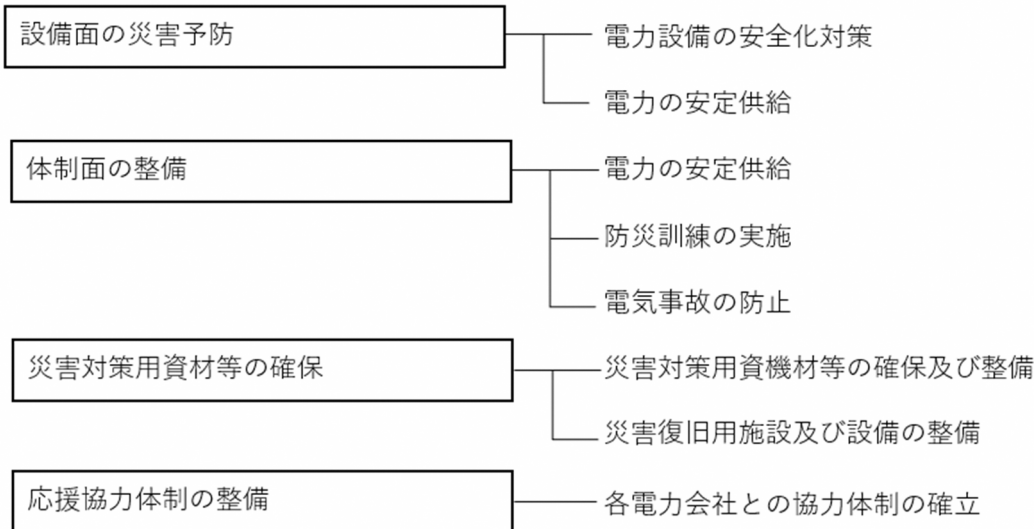 設備面の災害予防
電力設備の安全化対策
電力の安定供給
体制面の整備
電力の安定供給
防災訓練の実施
電気事故の防止
災害対策用資材等の確保
災害対策用資機材等の確保及び整備
災害復旧用施設及び設備の整備
応援協力体制の整備
各電力会社との協力体制の確立